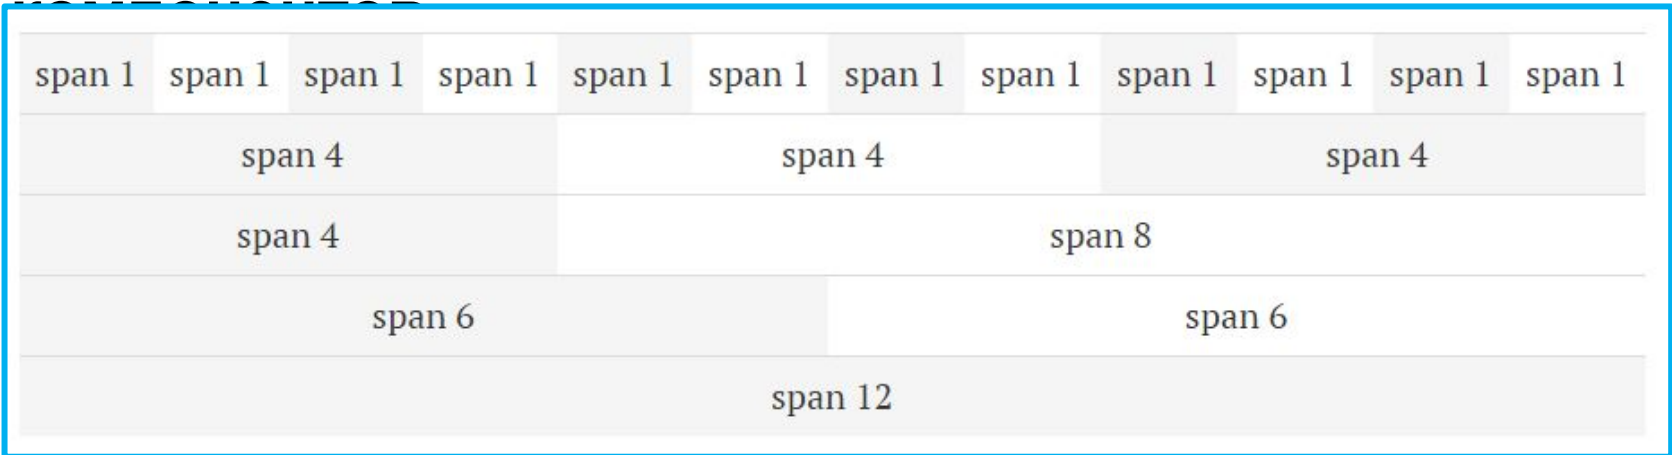 компонентов
span 1 span 1 span 1 span 1 span 1 span 1 span 1 span 1 span 1 span 1 span 1 span 1
span 4 span 4 span 4
span 4 span 8
span 6 span 6
span 12